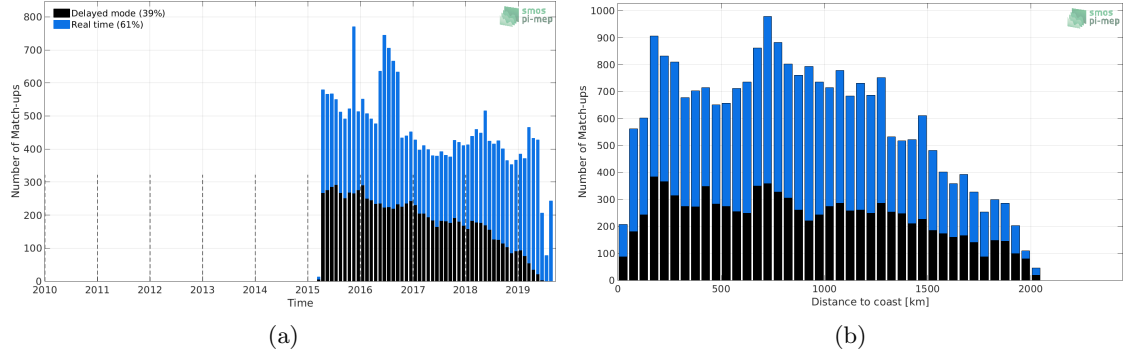 Delayed mode (39%)
Real time (61%)
smos
pi-mep
Number of Match-ups
800
700
600
500
400
300
200
100
0
2010 2011 2012 2013 2014 2015 2016 2017 2018 2019
Time
(a)
smos
pi-mep
Number of Match-ups
1000
900
800
700
600
500
400
300
200
100
0
0 500 1000 1500 2000
Distance to coast [km]
(b)